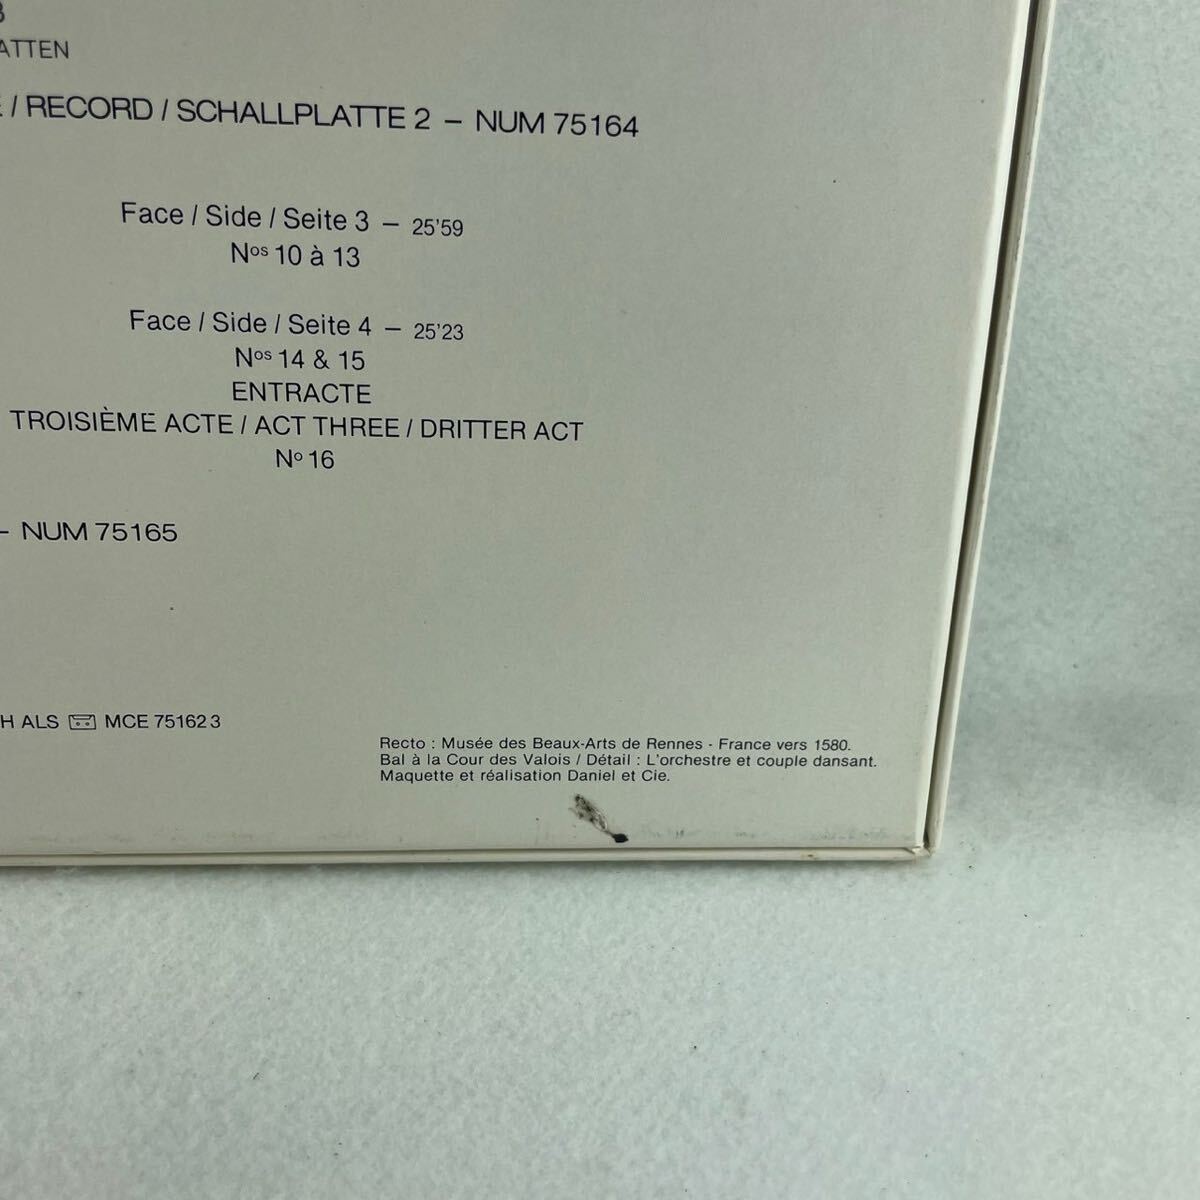 3
ATTEN
E / RECORD / SCHALLPLATTE 2 – NUM 75164
Face / Side / Seite 3 – 25'59
Nos 10 à 13
Face / Side / Seite 4 – 25'23
Nos 14 & 15
ENTRACTE
TROISIÈME ACTE / ACT THREE / DRITTER ACT
No 16
– NUM 75165
H ALS MCE 75162 3
Recto : Musée des Beaux-Arts de Rennes - France vers 1580.
Bal à la Cour des Valois / Détail : L'orchestre et couple dansant.
Maquette et réalisation Daniel et Cie.